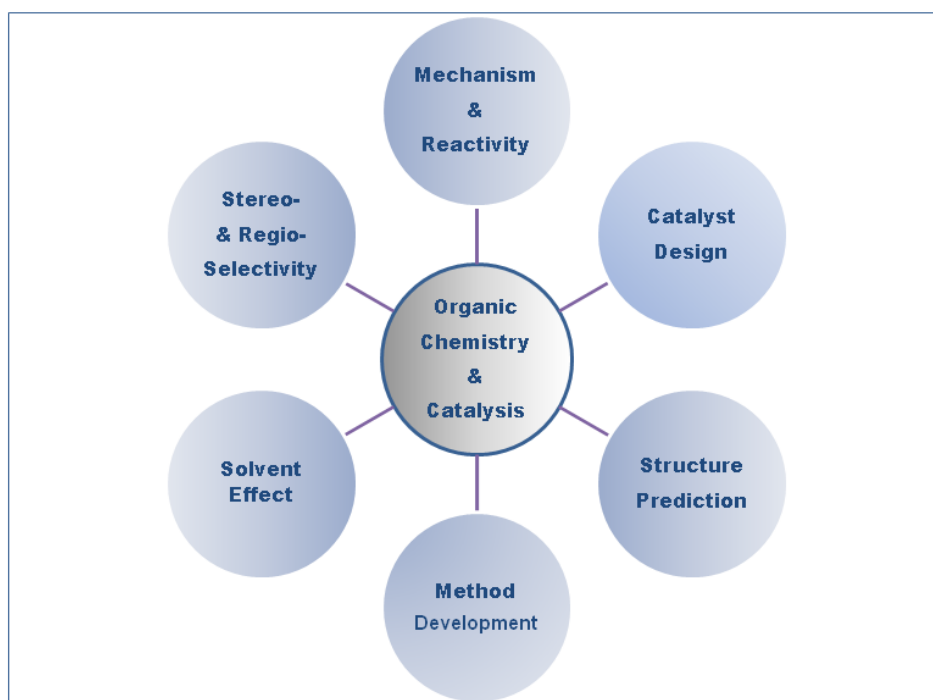 Mechanism
&
Reactivity
Stereo-
& Regio-
Selectivity
Catalyst
Design
Organic
Chemistry
&
Catalysis
Solvent
Effect
Structure
Prediction
Method
Development